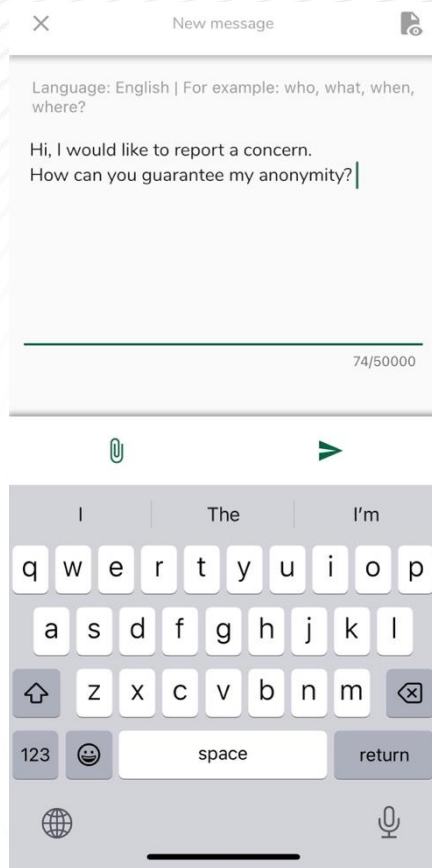 New message
Language: English | For example: who, what, when,
where?
Hi, I would like to report a concern.
How can you guarantee my anonymity?
74/50000
I The I'm
q w e r t y u i o p
a s d f g h j k l
z x c v b n m
123 space return